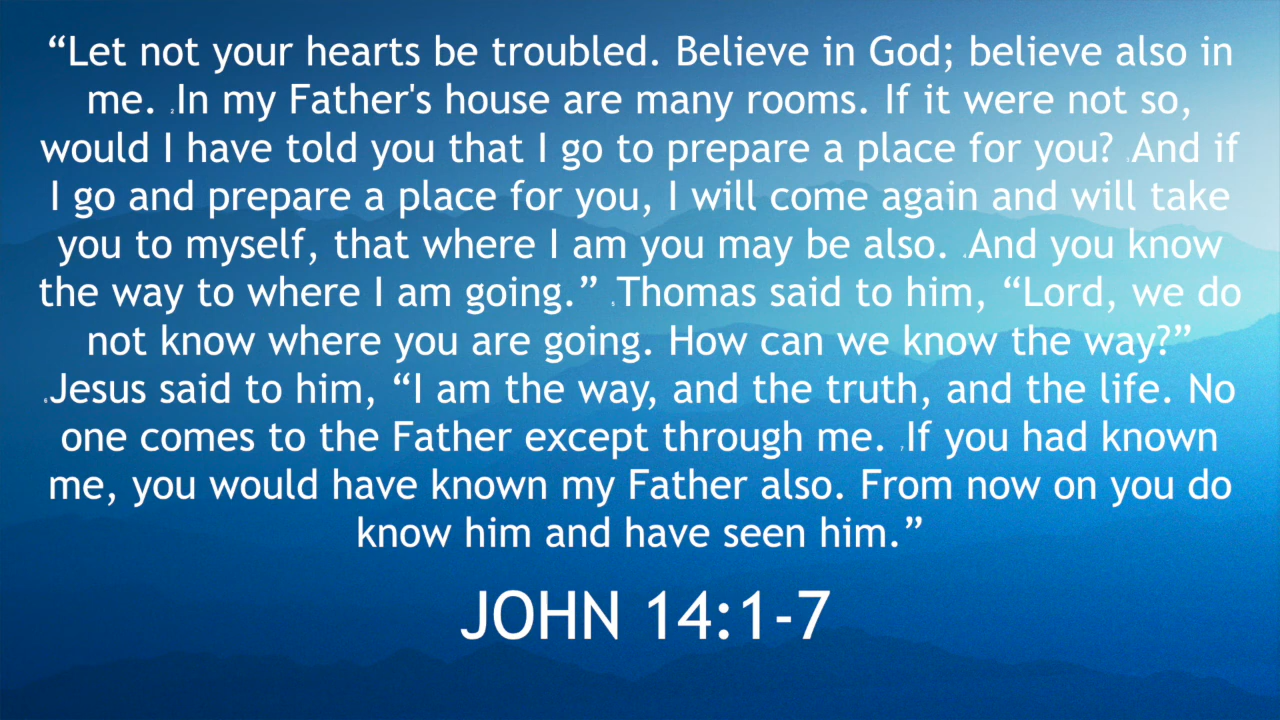 “Let not your hearts be troubled. Believe in God; believe also in
me. 2In my Father's house are many rooms. If it were not so,
would I have told you that I go to prepare a place for you? And if
I go and prepare a place for you, I will come again and will take
you to myself, that where I am you may be also. And you know
the way to where I am going.” Thomas said to him, “Lord, we do
not know where you are going. How can we know the way?”
6Jesus said to him, “I am the way, and the truth, and the life. No
one comes to the Father except through me. 7If you had known
me, you would have known my Father also. From now on you do
know him and have seen him.”
JOHN 14:1-7